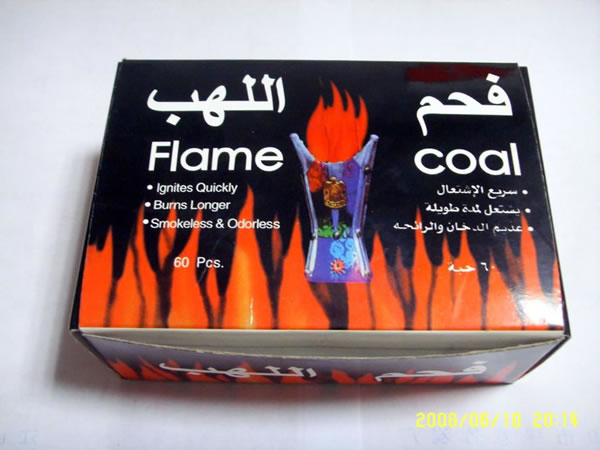 فحم اللهب
Flame coal
• Ignites Quickly
• Burns Longer
• Smokeless & Odorless
60 Pcs.
• سريع الإشتعال
• يشتعل لمدة طويلة
• عديم الدخان والرائحه
٦٠ حبة
فحم اللهب
2008/06/10 20:14